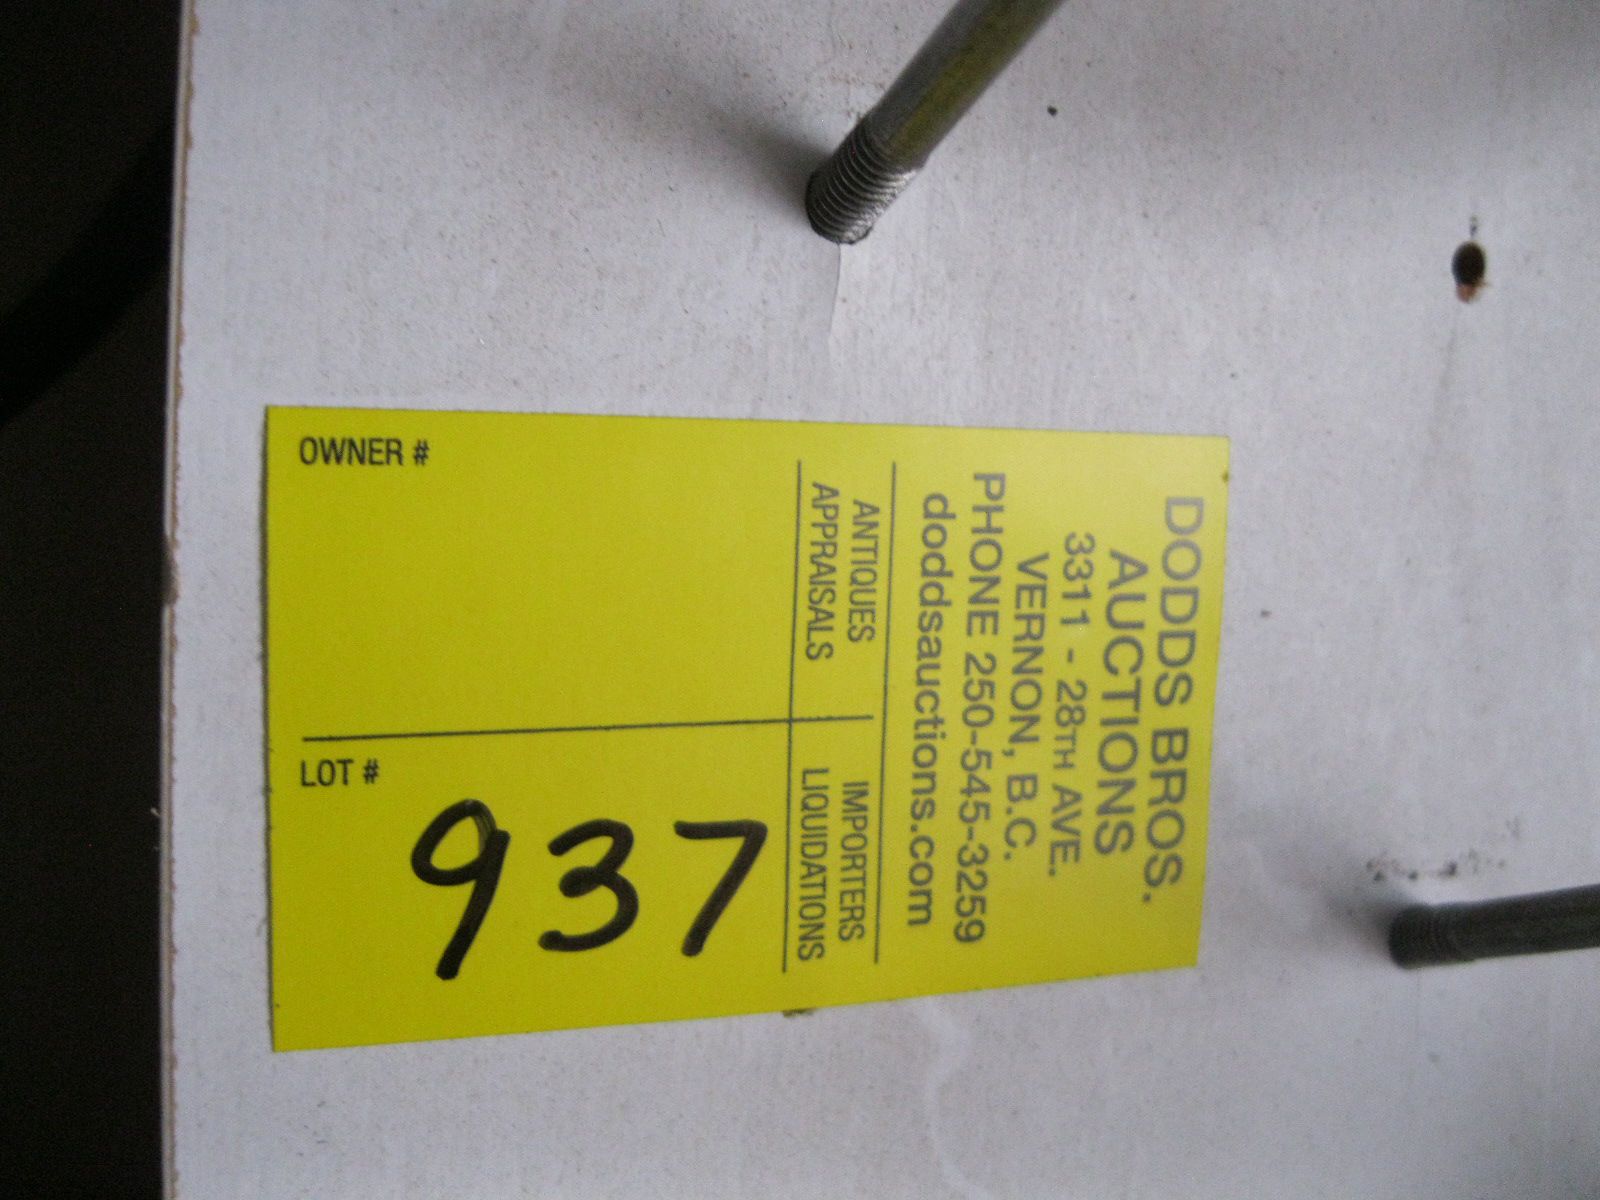 DODDS BROS.
AUCTIONS
3311 - 28TH AVE.
VERNON, B.C.
PHONE 250-545-3259
doddsauctions.com
ANTIQUES
APPRAISALS
IMPORTERS
LIQUIDATIONS
OWNER #
LOT #
937